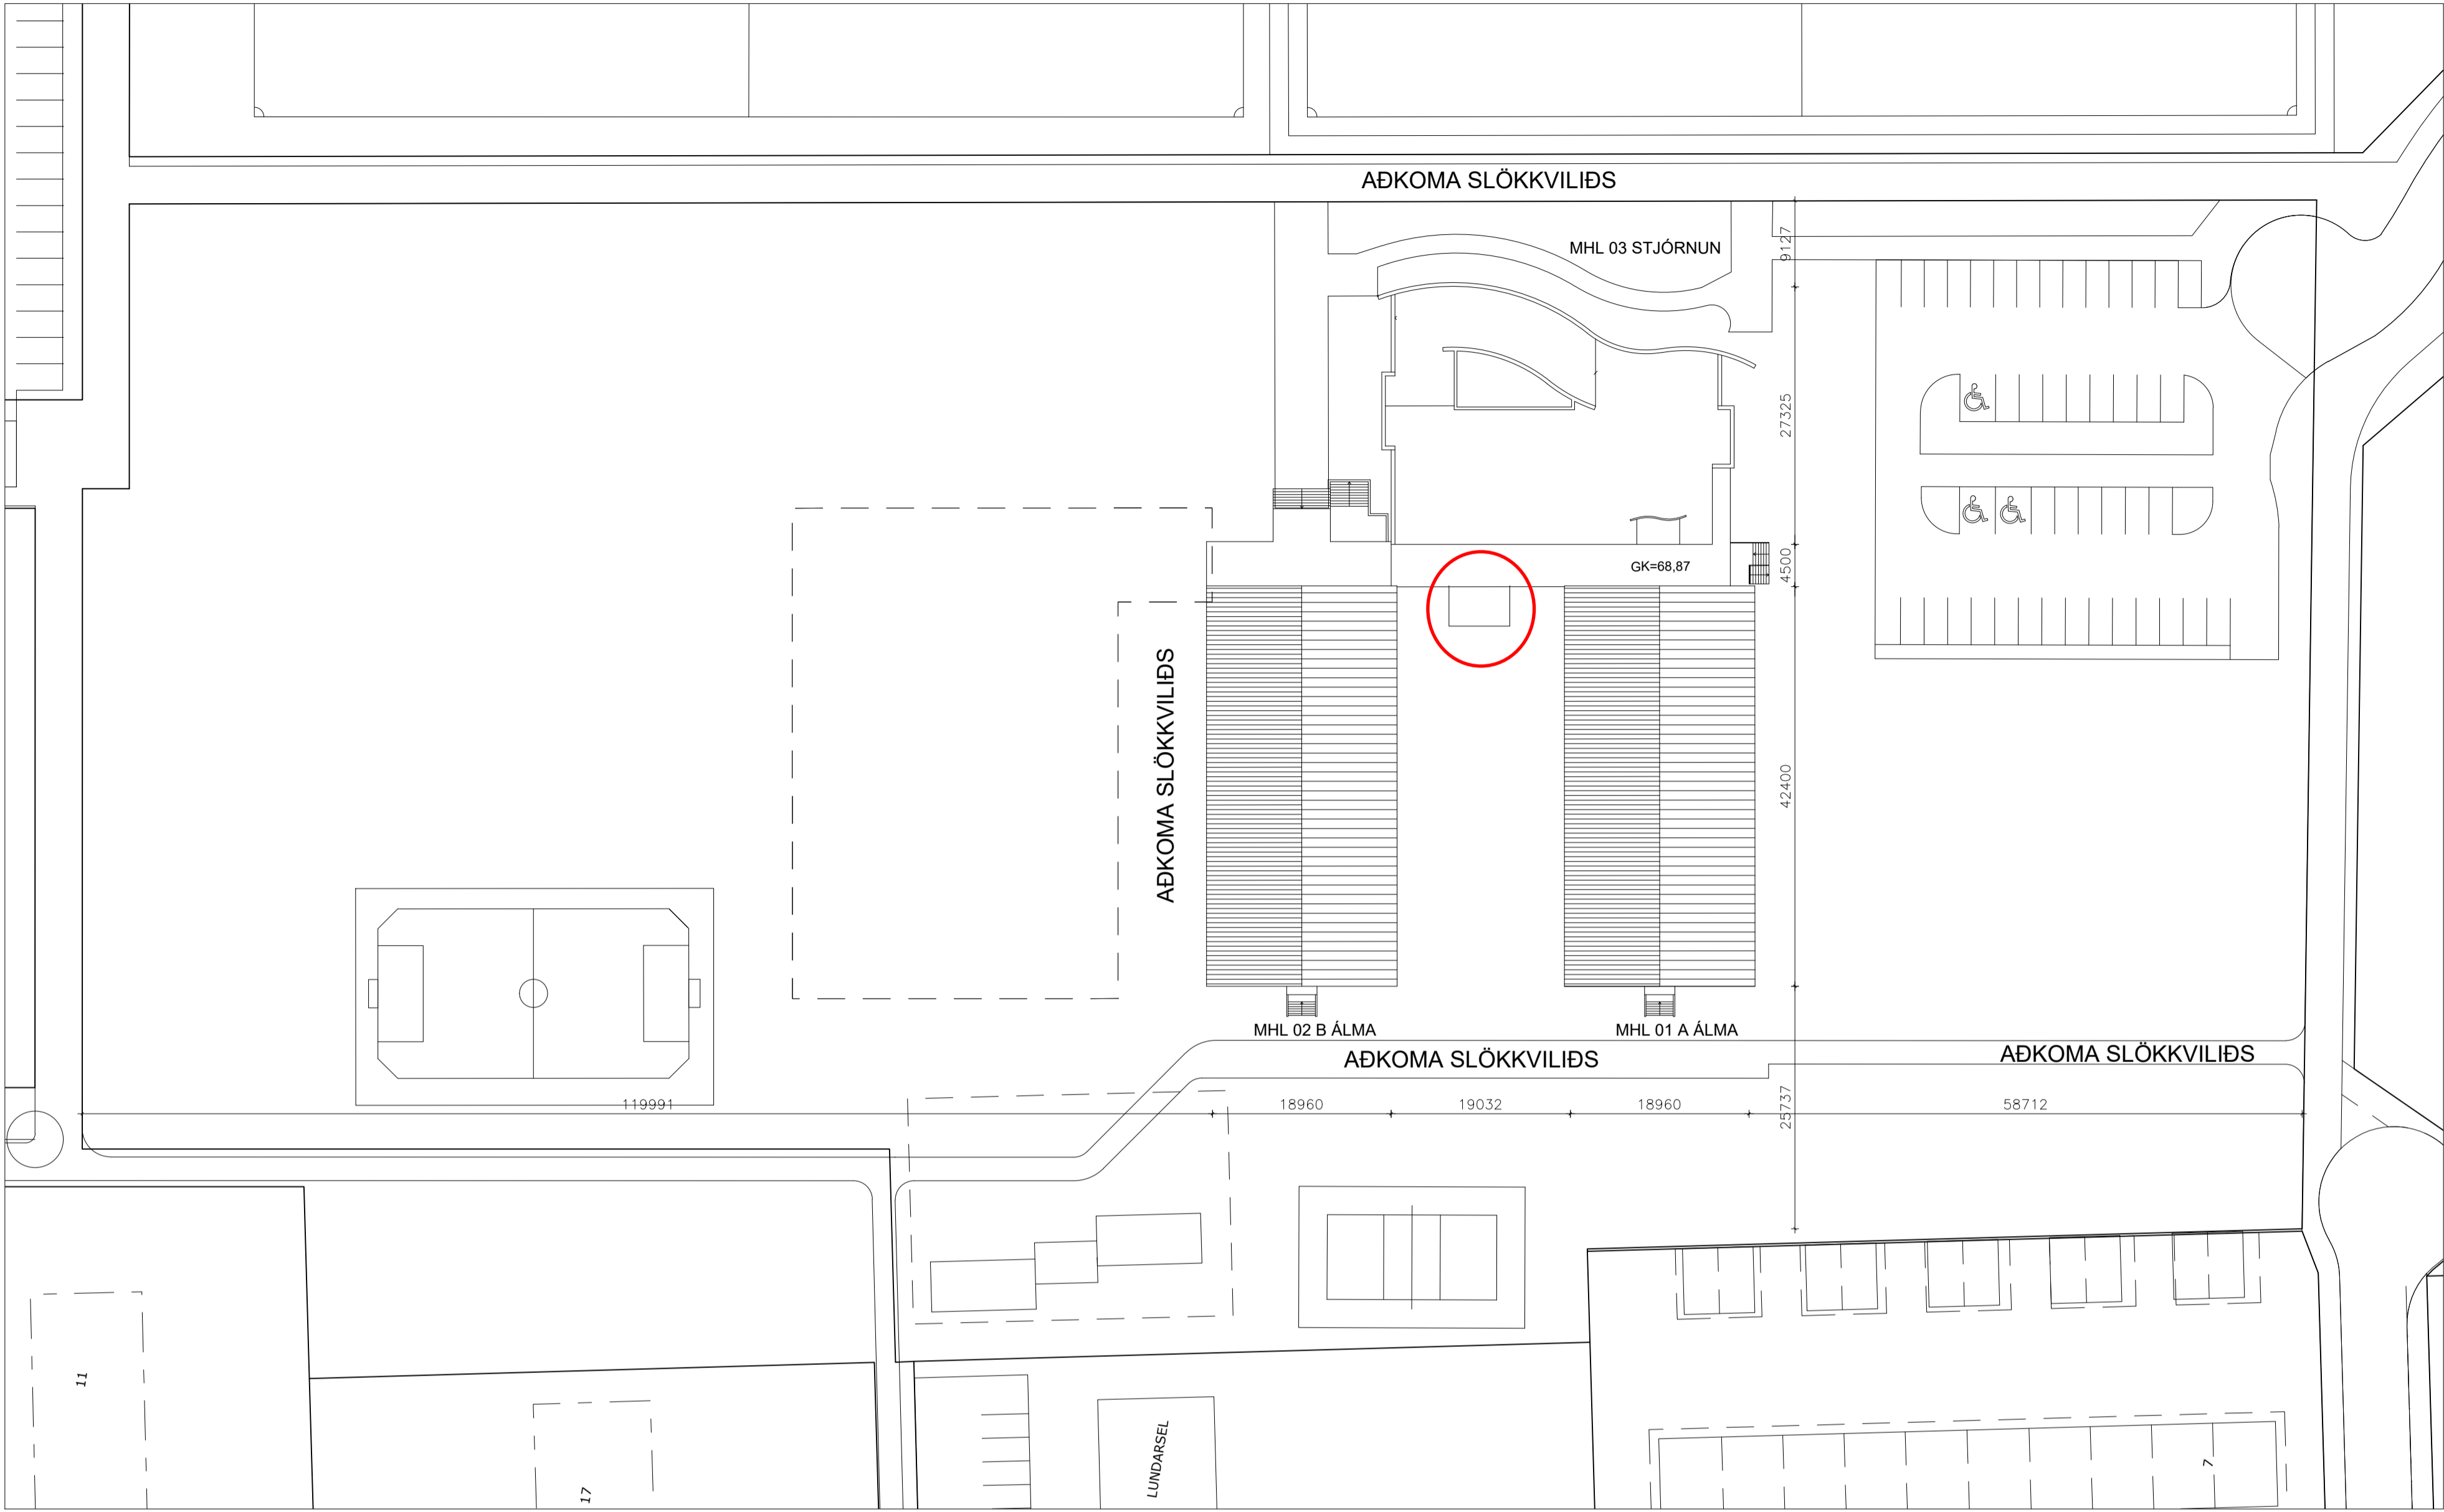 AÐKOMA SLÖKKVILIÐS
MHL 03 STJÓRNUN
9127
27325
4500
GK=68,87
AÐKOMA SLÖKKVILIÐS
42400
MHL 02 B ÁLMA
MHL 01 A ÁLMA
AÐKOMA SLÖKKVILIÐS
AÐKOMA SLÖKKVILIÐS
119991
18960
19032
18960
25737
58712
11
17
LUNDARSEL
7